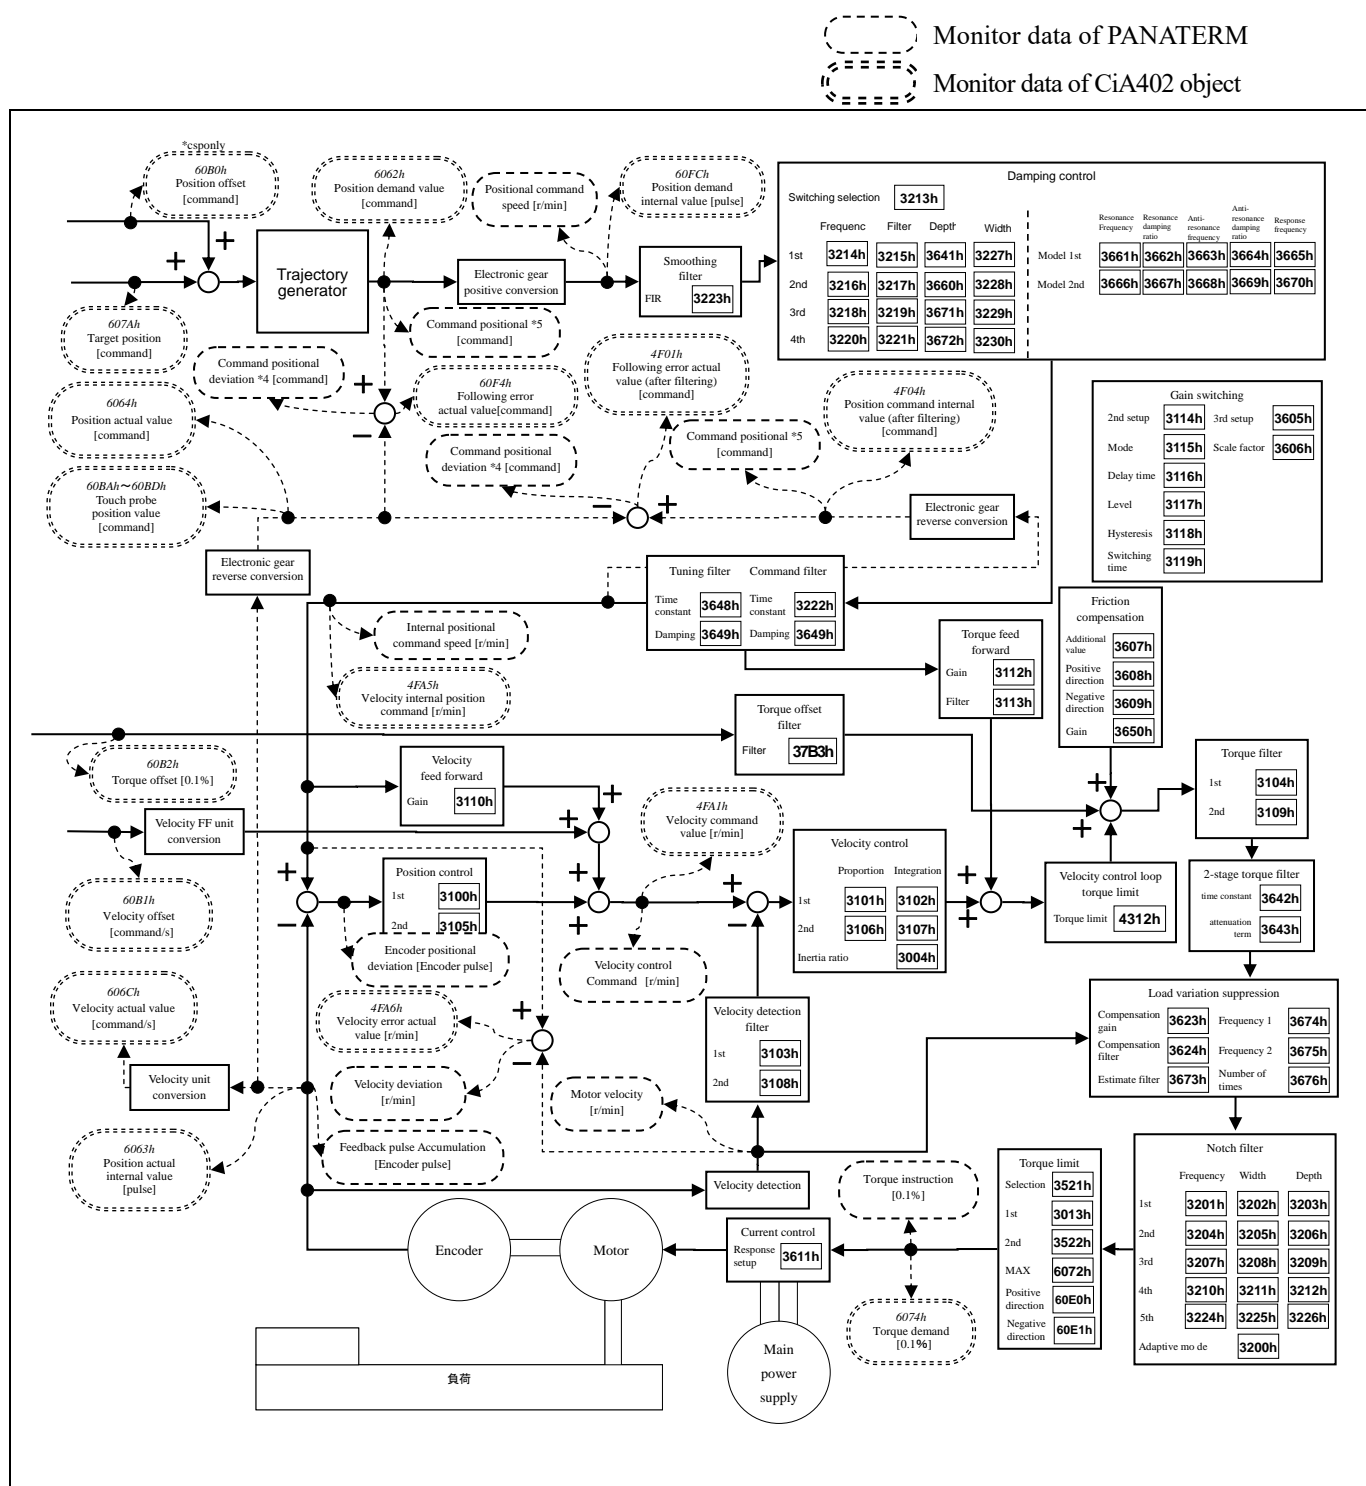 Monitor data of PANATERM
Monitor data of CiA402 object
*csponly
60B0h
Position offset
[command]
6062h
Position demand value
[command]
Positional command
speed [r/min]
60FCh
Position demand
internal value [pulse]
+
+
Trajectory
generator
Electronic gear
positive conversion
Smoothing
filter
FIR 3223h
Damping control
Switching selection 3213h
Frequenc Filter Depth Width
1st 3214h 3215h 3641h 3227h
2nd 3216h 3217h 3660h 3228h
3rd 3218h 3219h 3671h 3229h
4th 3220h 3221h 3672h 3230h
Resonance
Frequency
Resonance
damping
ratio
Anti-
resonance
frequency
Anti-
resonance
damping
ratio
Response
frequency
Model 1st 3661h 3662h 3663h 3664h 3665h
Model 2nd 3666h 3667h 3668h 3669h 3670h
607Ah
Target position
[command]
Command positional *5
[command]
Command positional
deviation *4 [command]
+
−
60F4h
Following error
actual value[command]
4F01h
Following error actual
value (after filtering)
[command]
4F04h
Position command internal
value (after filtering)
[command]
6064h
Position actual value
[command]
Command positional
deviation *4 [command]
Command positional *5
[command]
60BAh～60BDh
Touch probe
position value
[command]
−
+
Electronic gear
reverse conversion
Electronic gear
reverse conversion
Gain switching
2nd setup 3114h 3rd setup 3605h
Mode 3115h Scale factor 3606h
Delay time 3116h
Level 3117h
Hysteresis 3118h
Switching
time 3119h
Tuning filter Command filter
Time
constant 3648h Time
constant 3222h
Damping 3649h Damping 3649h
Internal positional
command speed [r/min]
4FA5h
Velocity internal position
command [r/min]
Torque feed
forward
Gain 3112h
Filter 3113h
Friction
compensation
Additional
value 3607h
Positive
direction 3608h
Negative
direction 3609h
Gain 3650h
Torque offset
filter
Filter 37B3h
60B2h
Torque offset [0.1%]
Velocity
feed forward
Gain 3110h
+
+
4FA1h
Velocity command
value [r/min]
+
+
Torque filter
1st 3104h
2nd 3109h
Velocity FF unit
conversion
60B1h
Velocity offset
[command/s]
+
−
Position control
1st 3100h
2nd 3105h
+
+
Encoder positional
deviation [Encoder pulse]
Velocity control
Command [r/min]
+
−
Velocity control
Proportion Integration
1st 3101h 3102h
2nd 3106h 3107h
Inertia ratio 3004h
+
+
Velocity control loop
torque limit
Torque limit 4312h
2-stage torque filter
time constant 3642h
attenuation
term 3643h
606Ch
Velocity actual value
[command/s]
4FA6h
Velocity error actual
value [r/min]
+
−
Velocity detection
filter
1st 3103h
2nd 3108h
Load variation suppression
Compensation
gain 3623h Frequency 1 3674h
Compensation
filter 3624h Frequency 2 3675h
Estimate filter 3673h Number of
times 3676h
Velocity unit
conversion
Velocity deviation
[r/min]
Motor velocity
[r/min]
6063h
Position actual
internal value
[pulse]
Feedback pulse Accumulation
[Encoder pulse]
Velocity detection
Torque instruction
[0.1%]
Torque limit
Selection 3521h
1st 3013h
2nd 3522h
MAX 6072h
Positive
direction 60E0h
Negative
direction 60E1h
Notch filter
Frequency Width Depth
1st 3201h 3202h 3203h
2nd 3204h 3205h 3206h
3rd 3207h 3208h 3209h
4th 3210h 3211h 3212h
5th 3224h 3225h 3226h
Adaptive mo de 3200h
Encoder
Motor
Current control
Response
setup 3611h
6074h
Torque demand
[0.1%]
Main
power
supply
負荷